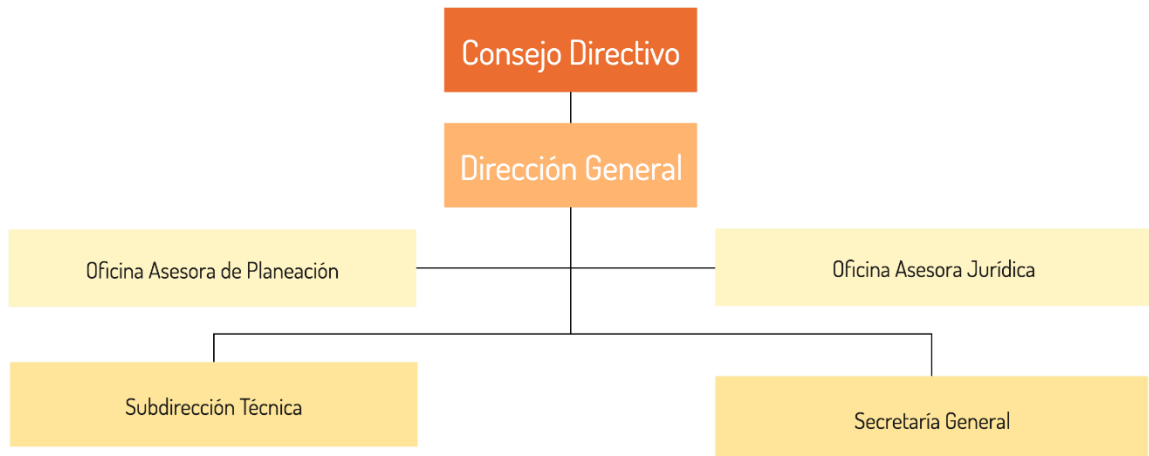 Consejo Directivo
Dirección General
Oficina Asesora de Planeación
Oficina Asesora Jurídica
Subdirección Técnica
Secretaría General